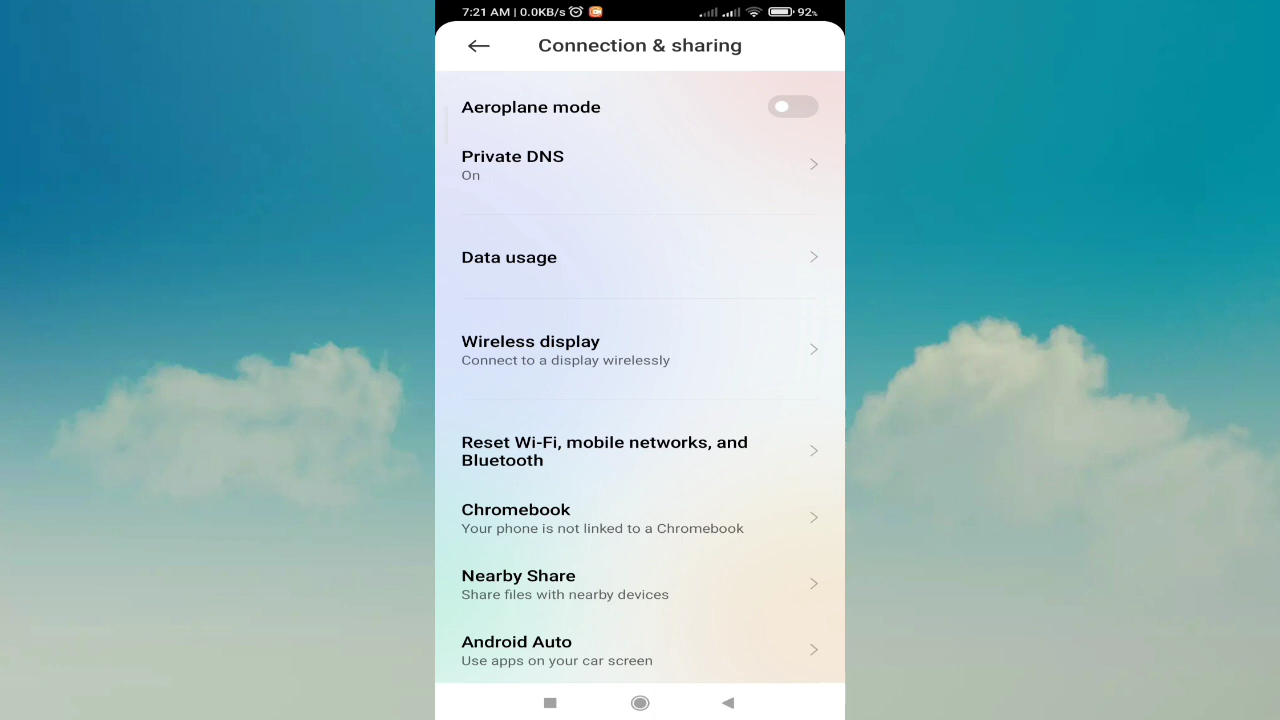 7:21 AM | 0.0KB/s 92%
Connection & sharing
Aeroplane mode
Private DNS
On
Data usage
Wireless display
Connect to a display wirelessly
Reset Wi-Fi, mobile networks, and
Bluetooth
Chromebook
Your phone is not linked to a Chromebook
Nearby Share
Share files with nearby devices
Android Auto
Use apps on your car screen